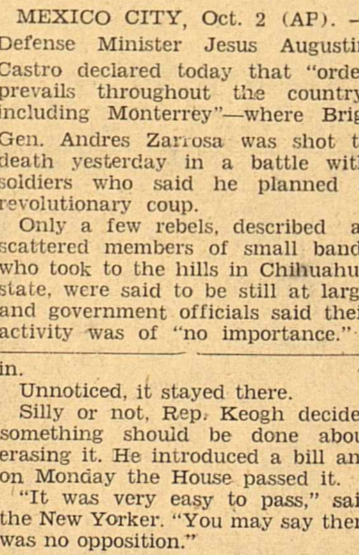 MEXICO CITY, Oct. 2 (AP). —
Defense Minister Jesus Augusti
Castro declared today that "orde
prevails throughout the country
including Monterrey"—where Brig
Gen. Andres Zarrosa was shot t
death yesterday in a battle with
soldiers who said he planned
revolutionary coup.
Only a few rebels, described a
scattered members of small band
who took to the hills in Chihuahu
state, were said to be still at larg
and government officials said thei
activity was of "no importance."
in.
Unnoticed, it stayed there.
Silly or not, Rep. Keogh decide
something should be done abou
erasing it. He introduced a bill an
on Monday the House passed it.
"It was very easy to pass," sai
the New Yorker. "You may say ther
was no opposition."